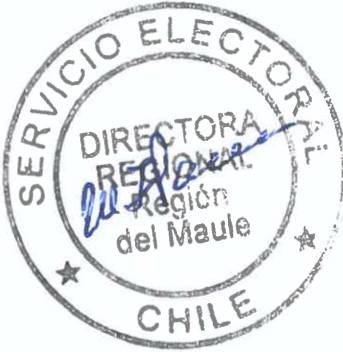 SERVICIO ELECTORAL
DIRECTORA
REGIONAL
Región
del Maule
CHILE